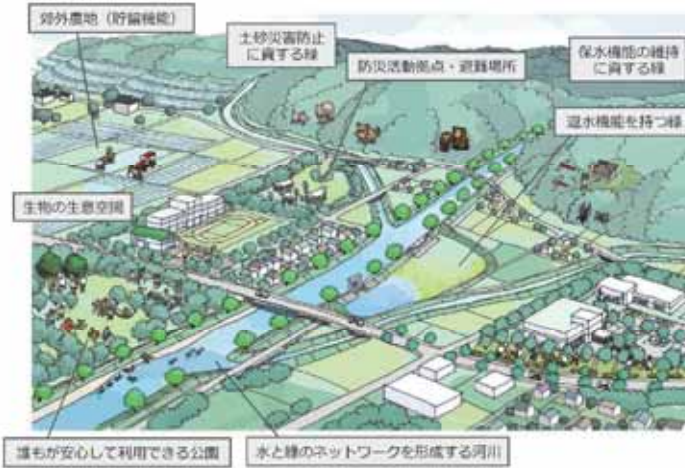 郊外農地（貯留機能）
土砂災害防止
に資する緑
防災活動拠点・避難場所
保水機能の維持
に資する緑
遊水機能を持つ緑
生物の生息空間
誰もが安心して利用できる公園
水と緑のネットワークを形成する河川